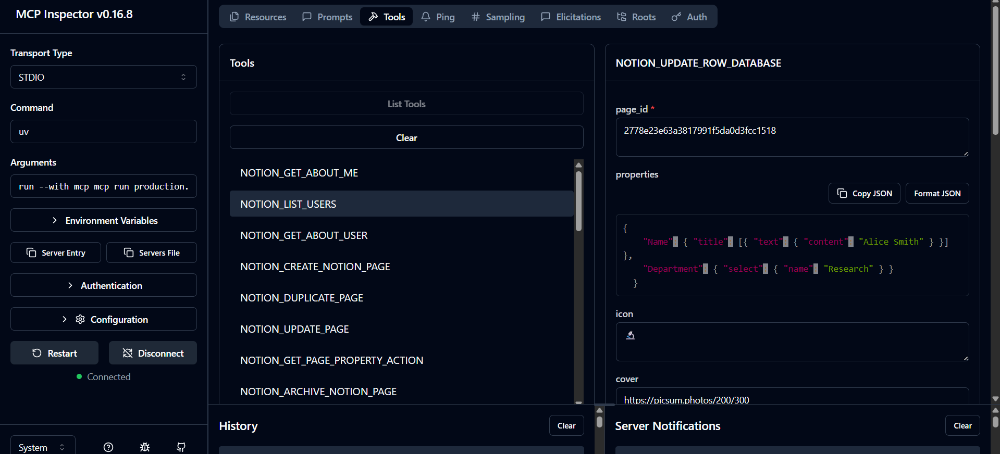 MCP Inspector v0.16.8
Transport Type
STDIO
Command
uv
Arguments
run --with mcp mcp run production.
Environment Variables
Server Entry
Servers File
Authentication
Configuration
Restart
Disconnect
Connected
System
Resources
Prompts
Tools
Ping
Sampling
Elicitations
Roots
Auth
Tools
List Tools
Clear
NOTION_GET_ABOUT_ME
NOTION_LIST_USERS
NOTION_GET_ABOUT_USER
NOTION_CREATE_NOTION_PAGE
NOTION_DUPLICATE_PAGE
NOTION_UPDATE_PAGE
NOTION_GET_PAGE_PROPERTY_ACTION
NOTION_ARCHIVE_NOTION_PAGE
NOTION_UPDATE_ROW_DATABASE
page_id *
2778e23e63a3817991f5da0d3fcc1518
properties
Copy JSON
Format JSON
{
"Name": { "title": [{ "text": { "content": "Alice Smith" } }]
},
"Department": { "select": { "name": "Research" } }
}
icon
🔬
cover
https://picsum.photos/200/300
History
Clear
Server Notifications
Clear